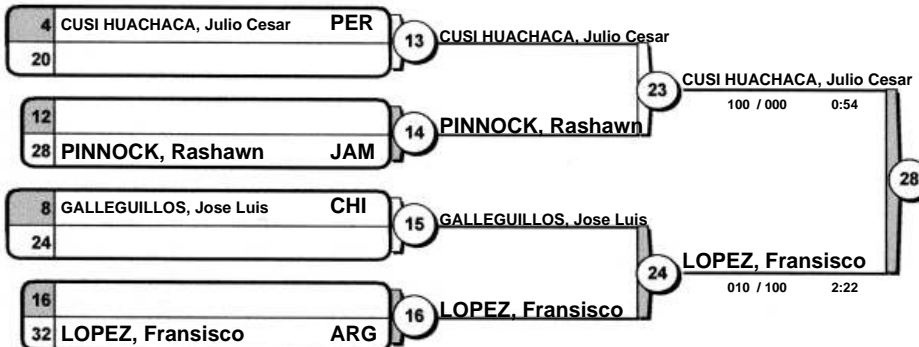 4 CUSI HUACHACA, Julio Cesar PER
20
13
CUSI HUACHACA, Julio Cesar
12
28 PINNOCK, Rashawn JAM
14
PINNOCK, Rashawn
23
CUSI HUACHACA, Julio Cesar
100 / 000 0:54
8 GALLEGUILLOS, Jose Luis CHI
24
15
GALLEGUILLOS, Jose Luis
16
32 LOPEZ, Fransisco ARG
16
LOPEZ, Fransisco
24
LOPEZ, Fransisco
010 / 100 2:22
28